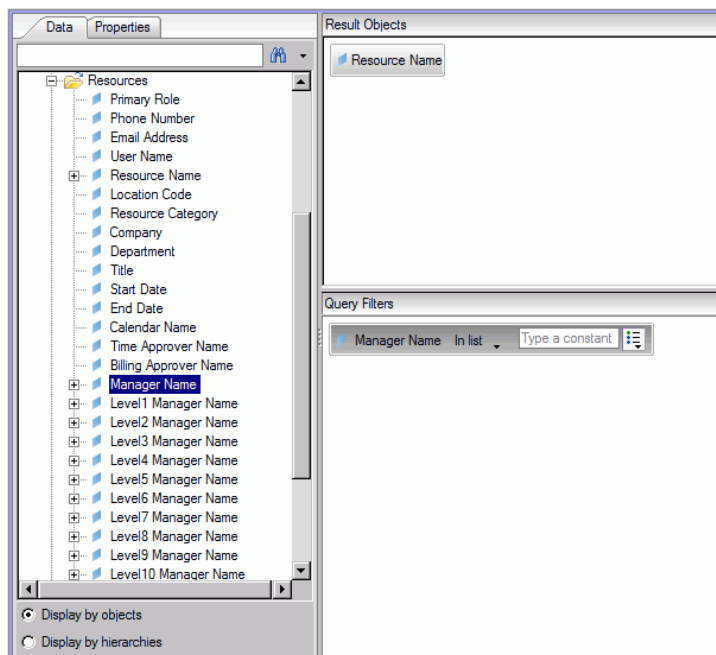 Data Properties
Resources
Primary Role
Phone Number
Email Address
User Name
Resource Name
Location Code
Resource Category
Company
Department
Title
Start Date
End Date
Calendar Name
Time Approver Name
Billing Approver Name
Manager Name
Level1 Manager Name
Level2 Manager Name
Level3 Manager Name
Level4 Manager Name
Level5 Manager Name
Level6 Manager Name
Level7 Manager Name
Level8 Manager Name
Level9 Manager Name
Level10 Manager Name
Display by objects
Display by hierarchies
Result Objects
Resource Name
Query Filters
Manager Name In list Type a constant